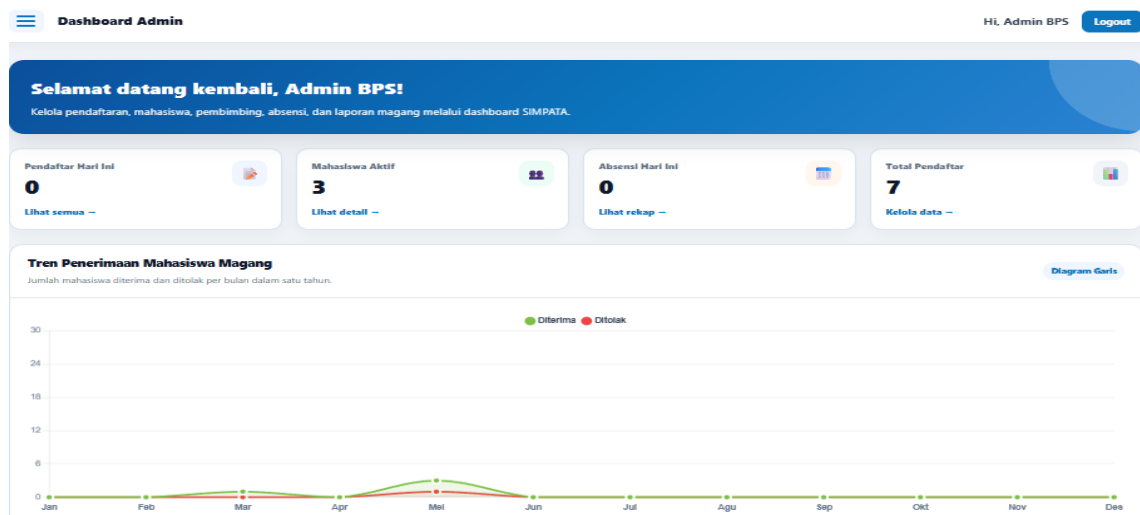 Dashboard Admin
Hi, Admin BPS
Logout
Selamat datang kembali, Admin BPS!
Kelola pendaftaran, mahasiswa, pembimbing, absensi, dan laporan magang melalui dashboard SIMPATA.
Pendaftar Hari Ini
0
Lihat semua →
Mahasiswa Aktif
3
Lihat detail →
Absensi Hari Ini
0
Lihat rekap →
Total Pendaftar
7
Kelola data →
Tren Penerimaan Mahasiswa Magang
Jumlah mahasiswa diterima dan ditolak per bulan dalam satu tahun.
Diagram Garis
Diterima Ditolak
30
24
18
12
6
0
Jan Feb Mar Apr Mei Jun Jul Agu Sep Okt Nov Des